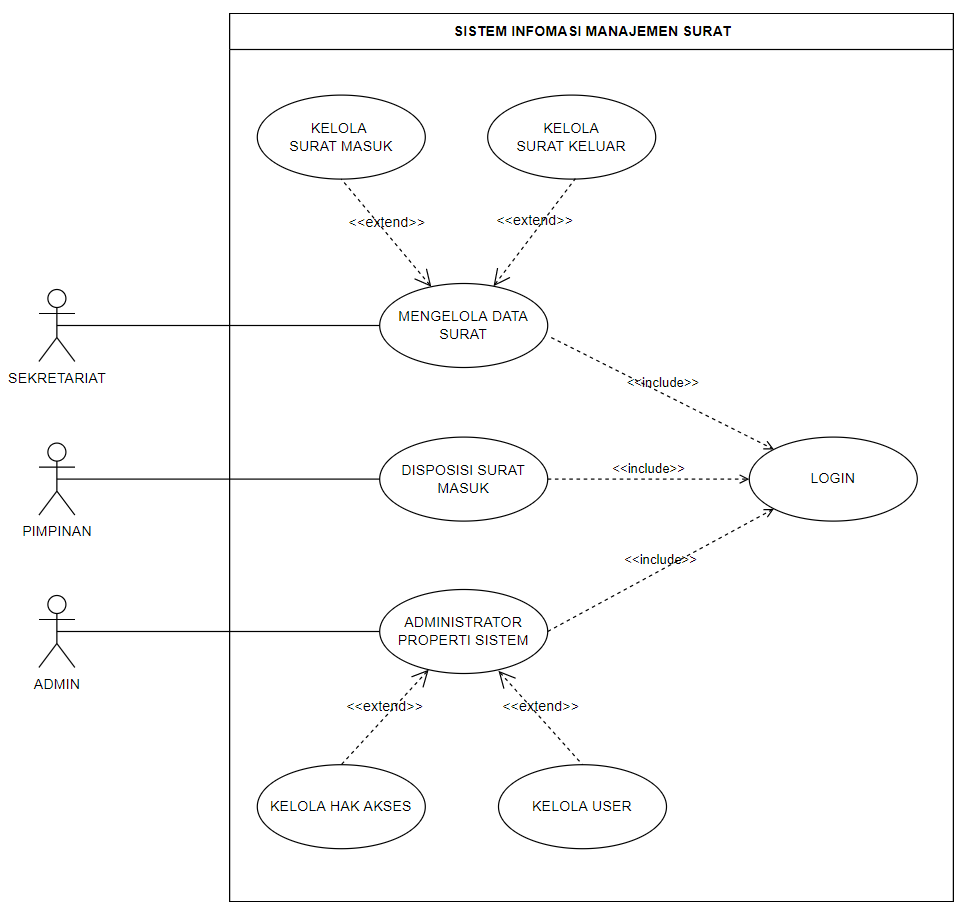 SISTEM INFOMASI MANAJEMEN SURAT
KELOLA
SURAT MASUK
KELOLA
SURAT KELUAR
<<extend>>
<<extend>>
SEKRETARIAT
MENGELOLA DATA
SURAT
<<include>>
PIMPINAN
DISPOSISI SURAT
MASUK
<<include>>
LOGIN
<<include>>
ADMIN
ADMINISTRATOR
PROPERTI SISTEM
<<extend>>
<<extend>>
KELOLA HAK AKSES
KELOLA USER